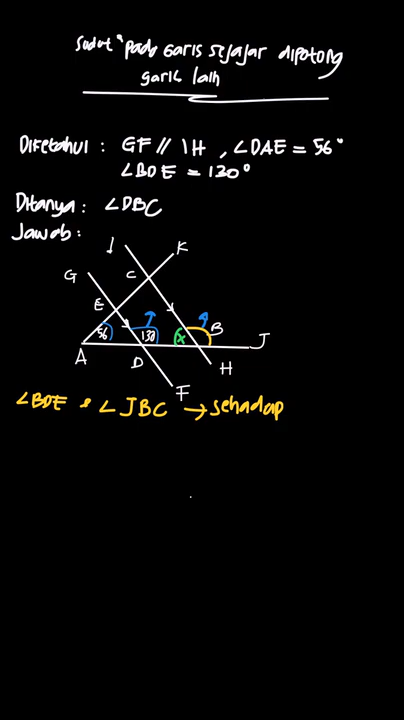 Sudut" pada Garis sejajar dipotong
garis lain
Diketahui : GF // IH , ∠DAE = 56°
∠BDE = 130°
Ditanya : ∠DBC
Jawab :
I K
G C
E
56 130 x B J
A D H
F
∠BDE & ∠JBC → sehadap